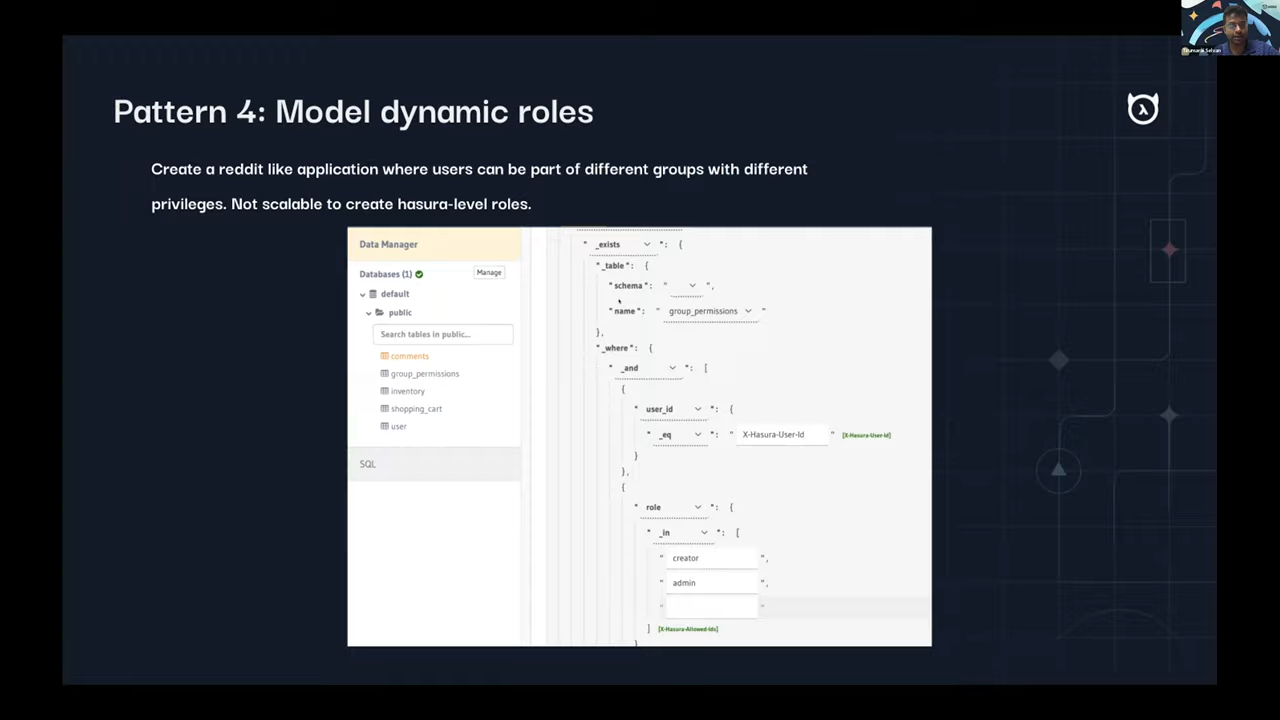 Pattern 4: Model dynamic roles
Create a reddit like application where users can be part of different groups with different
privileges. Not scalable to create hasura-level roles.
Data Manager
Databases (1)
Manage
default
public
Search tables in public...
comments
group_permissions
inventory
shopping_cart
user
SQL
" _exists ": {
"_table": {
"schema": " ",
"name": " group_permissions "
},
"_where": {
" _and ": [
{
" user_id ": {
" _eq ": " X-Hasura-User-Id " [X-Hasura-User-Id]
}
},
{
" role ": {
" _in ": [
" creator ",
" admin ",
" "
] [X-Hasura-Allowed-Ids]
}